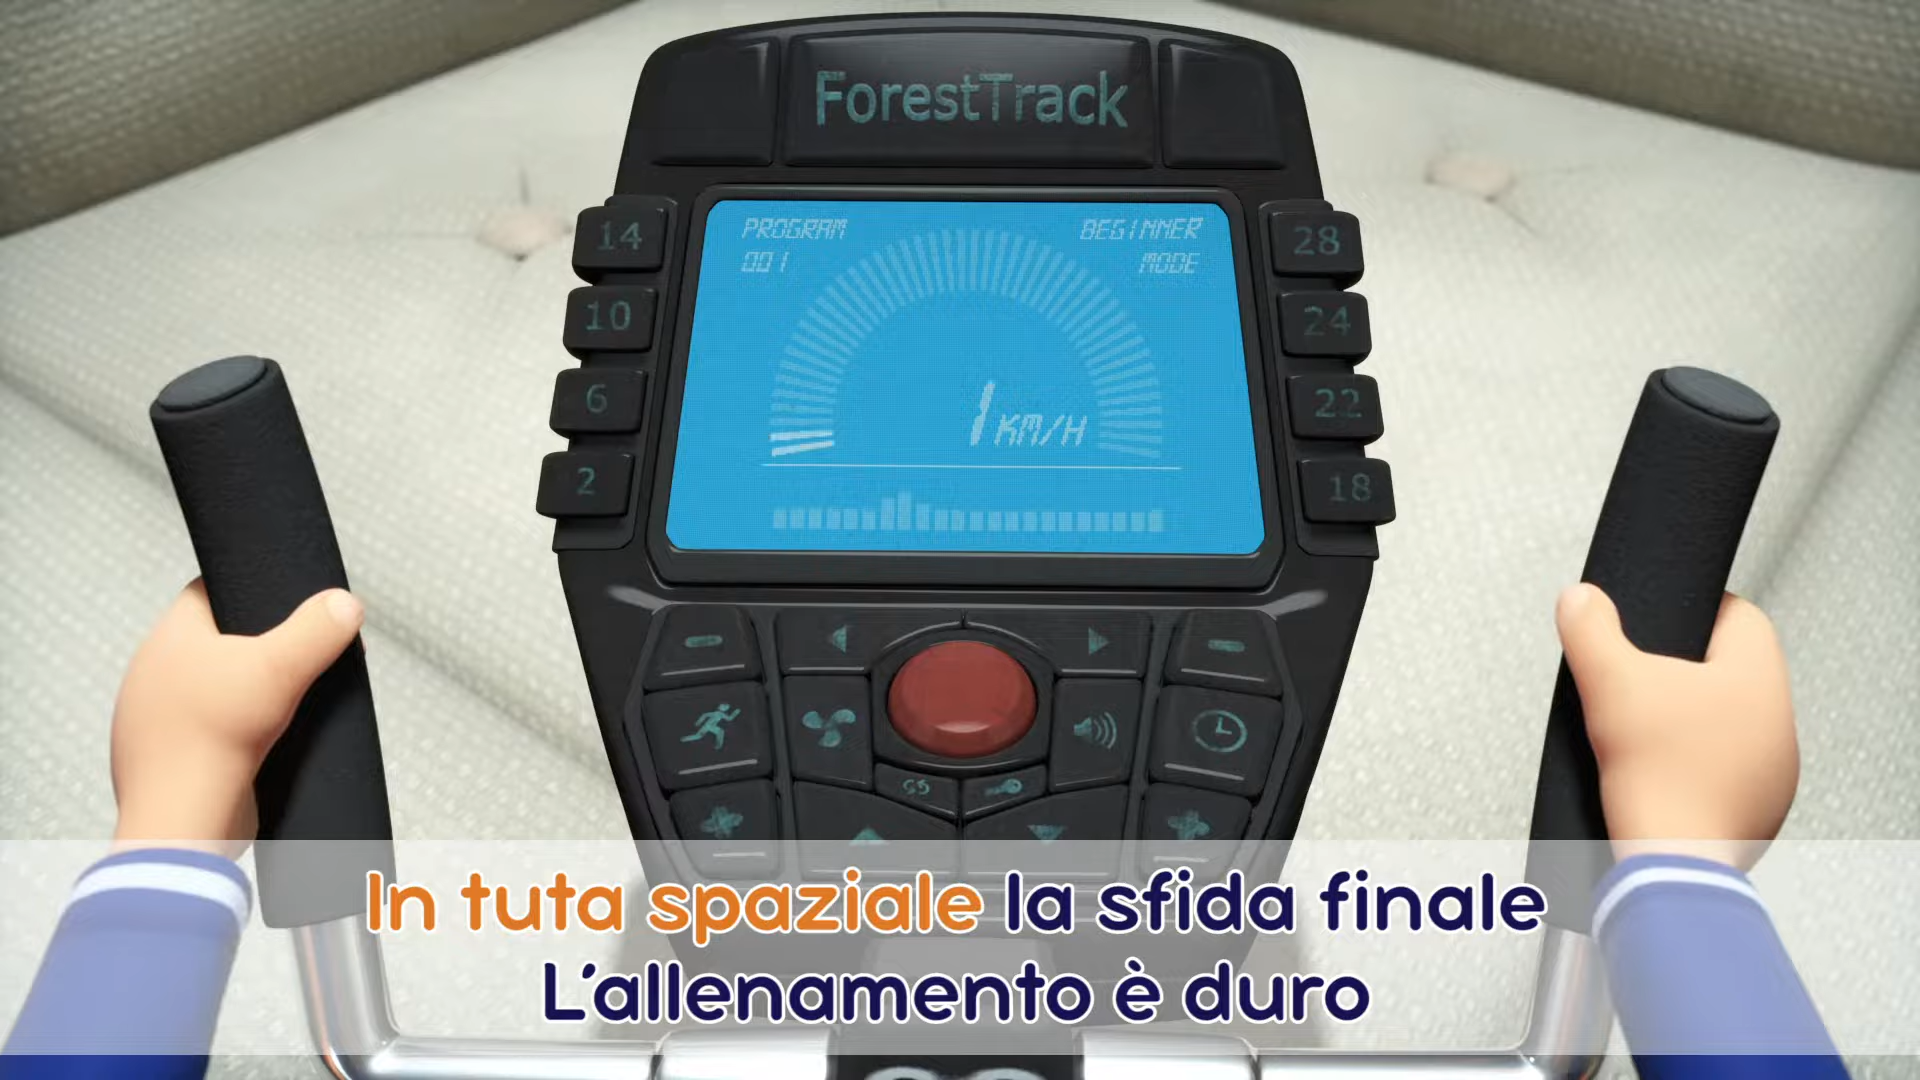 ForestTrack
PROGRAM
001
BEGINNER
MODE
14
10
6
2
28
24
22
18
1 KM/H
In tuta spaziale la sfida finale
L'allenamento è duro